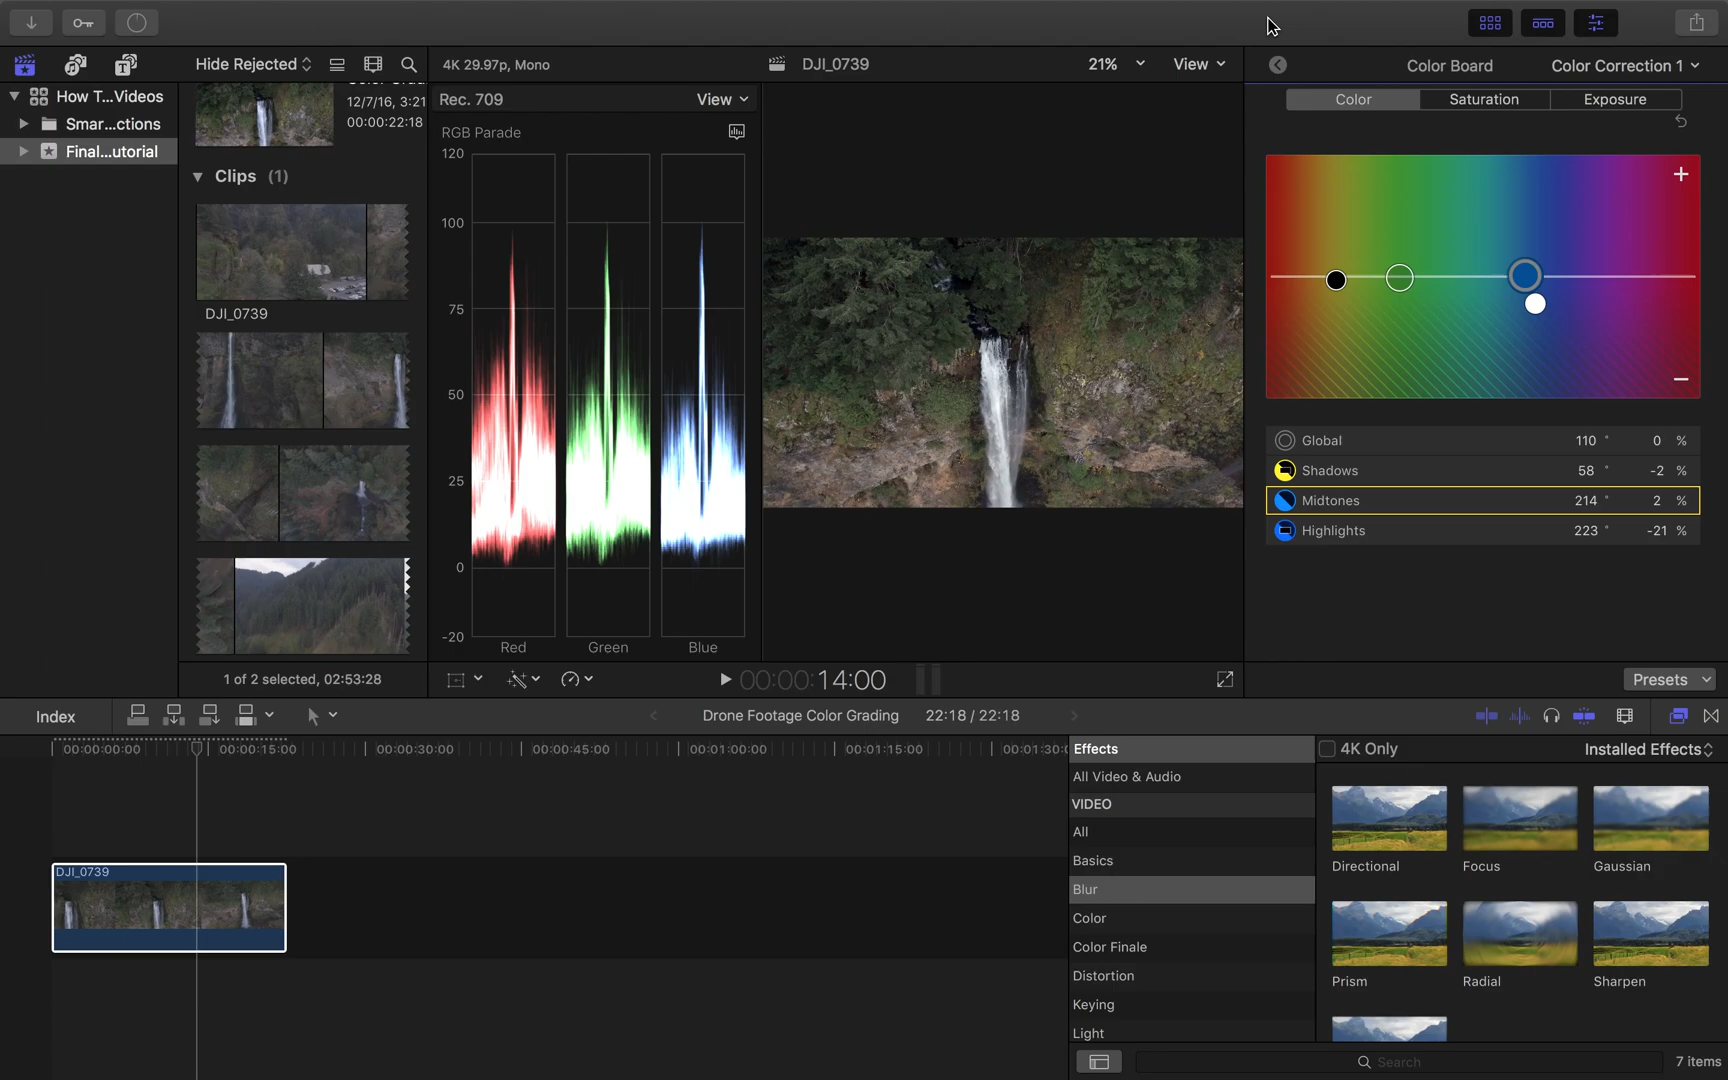 Hide Rejected
4K 29.97p, Mono
DJI_0739
21%
View
Color Board
Color Correction 1
How T...Videos
Smar...ctions
Final...utorial
12/7/16, 3:21
00:00:22:18
Clips (1)
DJI_0739
1 of 2 selected, 02:53:28
Rec. 709
View
RGB Parade
120
100
75
50
25
0
-20
Red
Green
Blue
00:00:14:00
Color
Saturation
Exposure
+
−
Global 110 ° 0 %
Shadows 58 ° -2 %
Midtones 214 ° 2 %
Highlights 223 ° -21 %
Presets
Index
Drone Footage Color Grading
22:18 / 22:18
00:00:00:00
00:00:15:00
00:00:30:00
00:00:45:00
00:01:00:00
00:01:15:00
00:01:30:0
DJI_0739
Effects
All Video & Audio
VIDEO
All
Basics
Blur
Color
Color Finale
Distortion
Keying
Light
4K Only
Installed Effects
Directional
Focus
Gaussian
Prism
Radial
Sharpen
Search
7 items